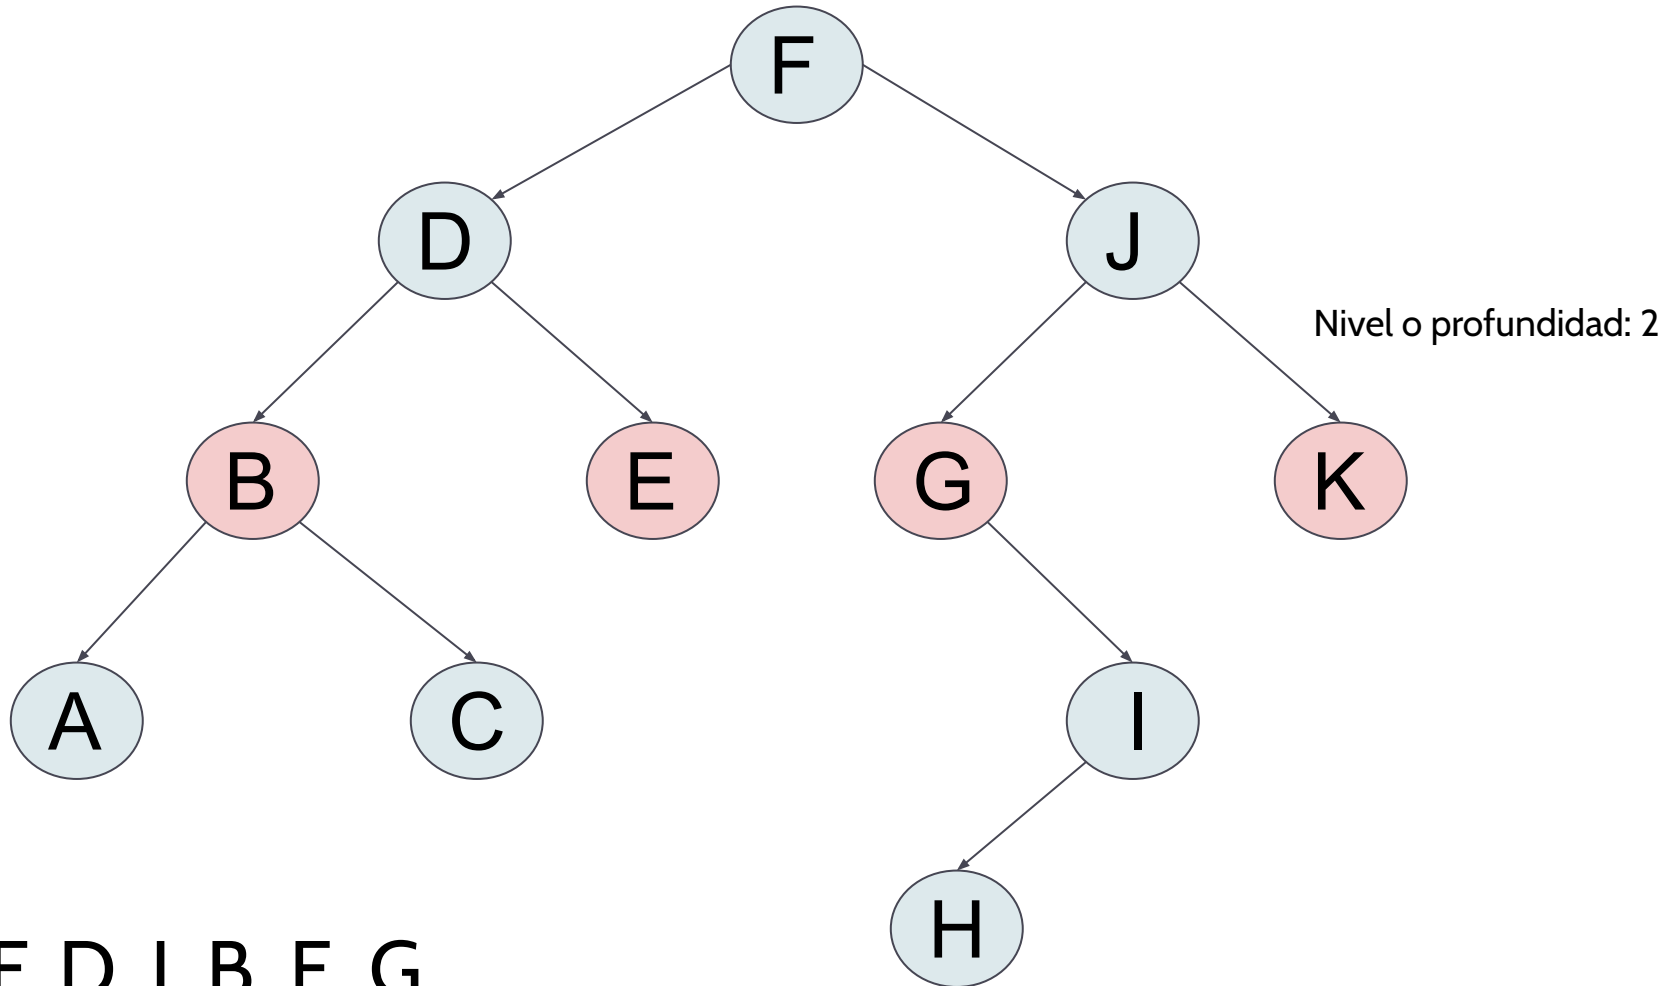 F
D J
Nivel o profundidad: 2
B E G K
A C I
H
F D J B E G